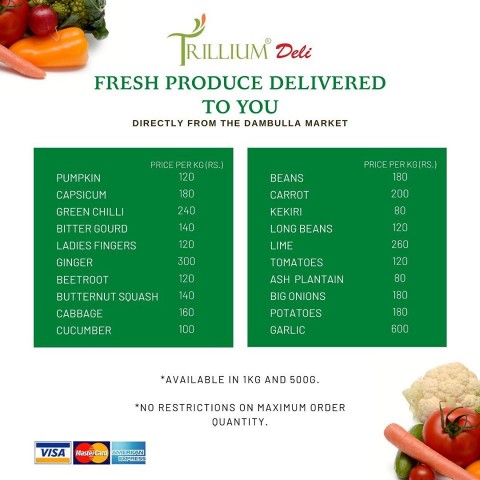 TRILLIUM® Deli
FRESH PRODUCE DELIVERED
TO YOU
DIRECTLY FROM THE DAMBULLA MARKET
PRICE PER KG (RS.)
PUMPKIN 120
CAPSICUM 180
GREEN CHILLI 240
BITTER GOURD 140
LADIES FINGERS 120
GINGER 300
BEETROOT 120
BUTTERNUT SQUASH 140
CABBAGE 160
CUCUMBER 100
PRICE PER KG (RS.)
BEANS 180
CARROT 200
KEKIRI 80
LONG BEANS 120
LIME 260
TOMATOES 120
ASH PLANTAIN 80
BIG ONIONS 180
POTATOES 180
GARLIC 600
*AVAILABLE IN 1KG AND 500G.
*NO RESTRICTIONS ON MAXIMUM ORDER
QUANTITY.
VISA MasterCard AMERICAN EXPRESS